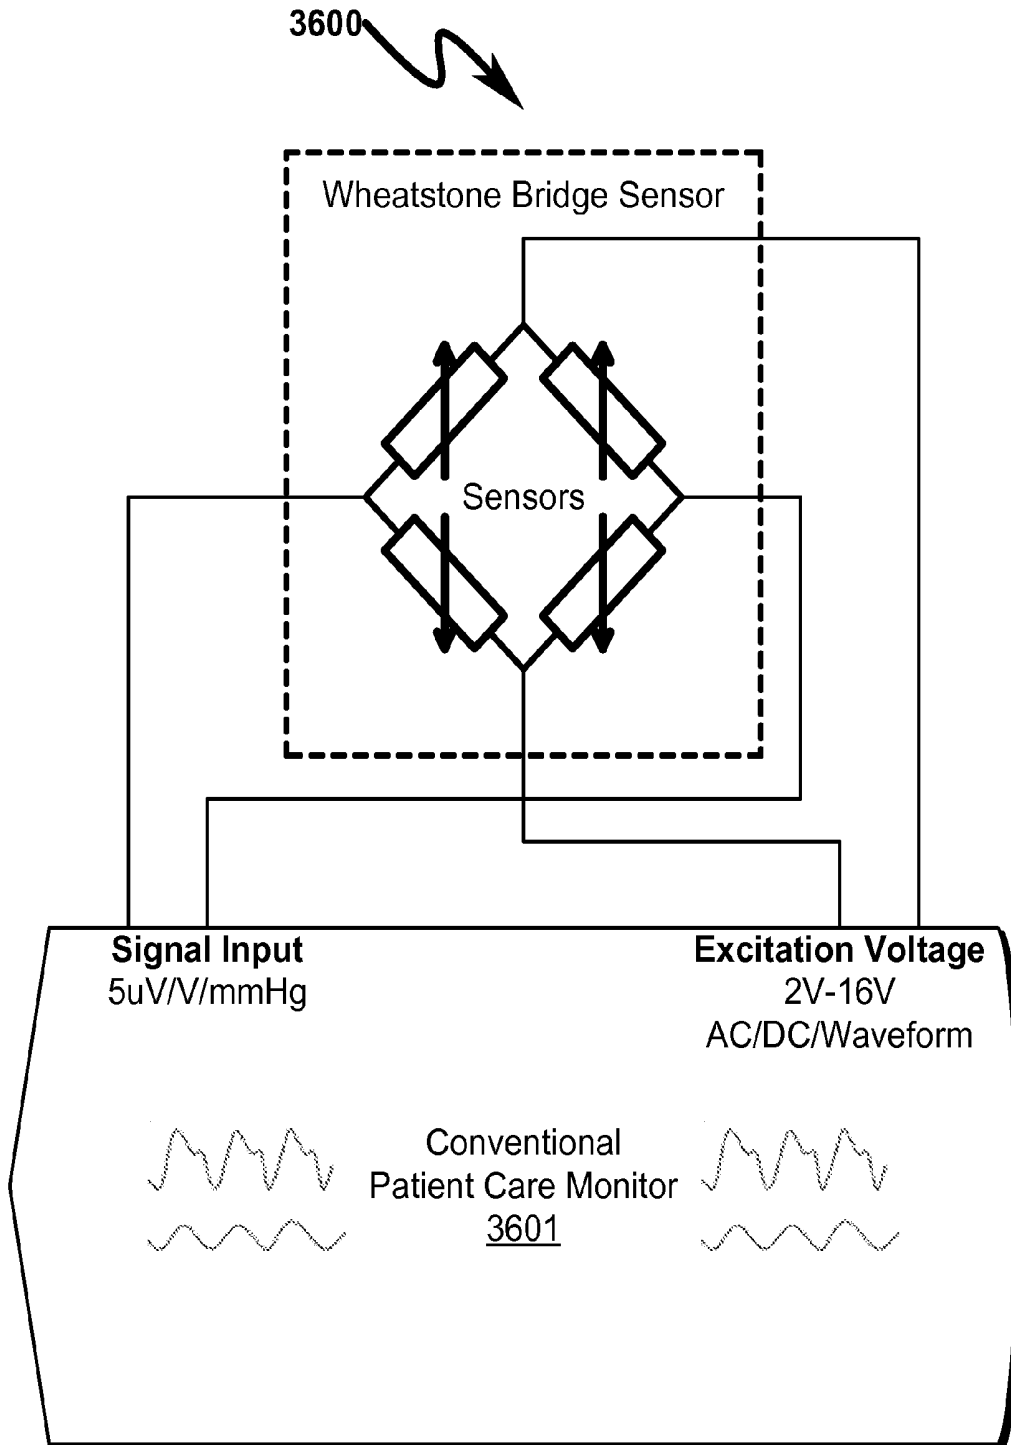 3600
Wheatstone Bridge Sensor
Sensors
Signal Input
5uV/V/mmHg
Excitation Voltage
2V-16V
AC/DC/Waveform
Conventional
Patient Care Monitor
3601